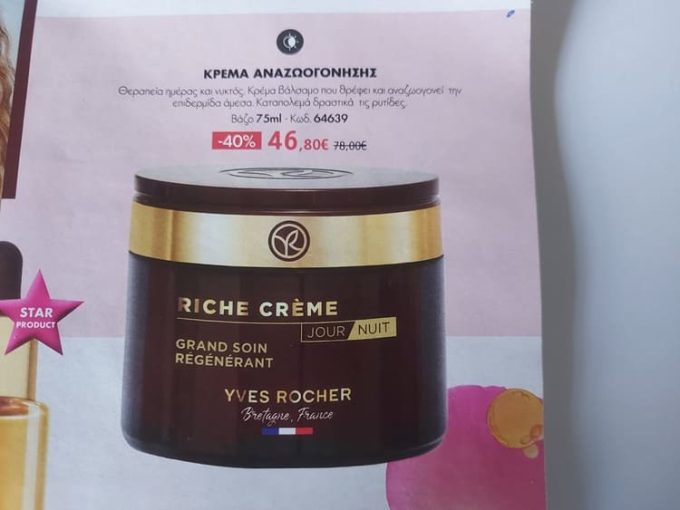 ΚΡΕΜΑ ΑΝΑΖΩΟΓΟΝΗΣΗΣ
Θεραπεία ημέρας και νυκτός. Κρέμα βάλσαμο που θρέφει και αναζωογονεί την
επιδερμίδα άμεσα. Καταπολεμά δραστικά τις ρυτίδες.
Βάζο 75ml - Κωδ. 64639
-40% 46,80€ 78,00€
STAR
PRODUCT
RICHE CRÈME
JOUR/NUIT
GRAND SOIN
RÉGÉNÉRANT
YVES ROCHER
Bretagne, France